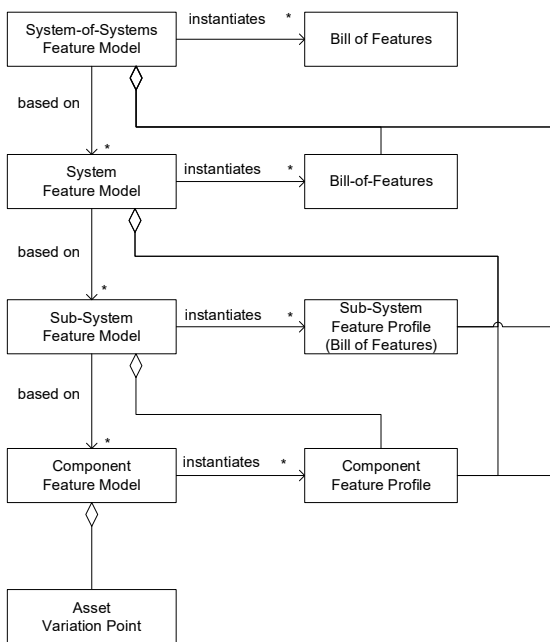 System-of-Systems
Feature Model
instantiates *
Bill of Features
based on
*
System
Feature Model
instantiates *
Bill-of-Features
based on
*
Sub-System
Feature Model
instantiates *
Sub-System
Feature Profile
(Bill of Features)
based on
*
Component
Feature Model
instantiates *
Component
Feature Profile
Asset
Variation Point